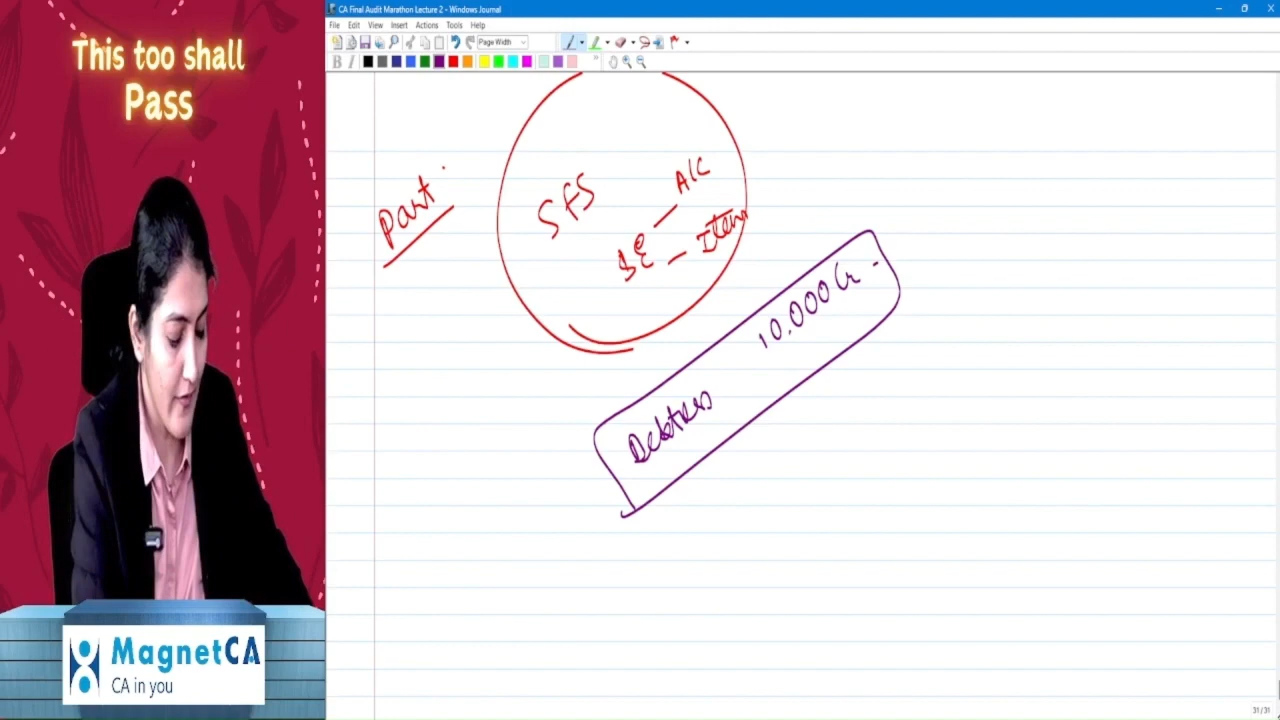 This too shall
Pass
CA Final Audit Marathon Lecture 2 - Windows Journal
File Edit View Insert Actions Tools Help
Page Width
B I
Part
SFS
A/C
SE - Item
Debtors 10,000 Cr.
MagnetCA
CA in you
31/31